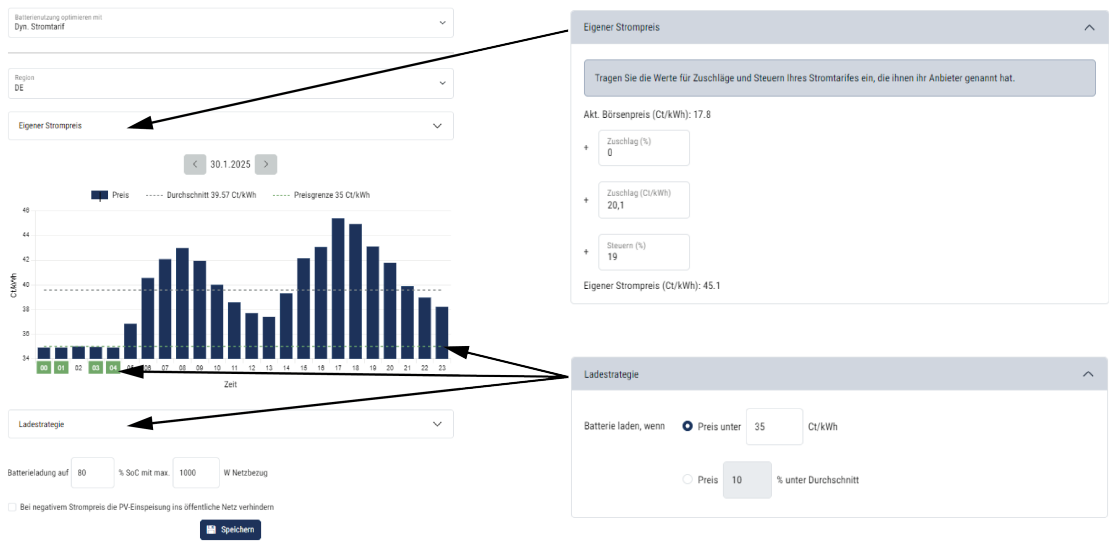 Batterienutzung optimieren mit
Dyn. Stromtarif
Region
DE
Eigener Strompreis
30.1.2025
Preis
Durchschnitt 39.57 Ct/kWh
Preisgrenze 35 Ct/kWh
46
44
42
40
38
36
34
Ct/kWh
00 01 02 03 04 05 06 07 08 09 10 11 12 13 14 15 16 17 18 19 20 21 22 23
Zeit
Ladestrategie
Batterieladung auf 80 % SoC mit max. 1000 W Netzbezug
Bei negativem Strompreis die PV-Einspeisung ins öffentliche Netz verhindern
Speichern
Eigener Strompreis
Tragen Sie die Werte für Zuschläge und Steuern Ihres Stromtarifes ein, die ihnen ihr Anbieter genannt hat.
Akt. Börsenpreis (Ct/kWh): 17.8
+ Zuschlag (%)
0
+ Zuschlag (Ct/kWh)
20,1
+ Steuern (%)
19
Eigener Strompreis (Ct/kWh): 45.1
Ladestrategie
Batterie laden, wenn Preis unter 35 Ct/kWh
Preis 10 % unter Durchschnitt